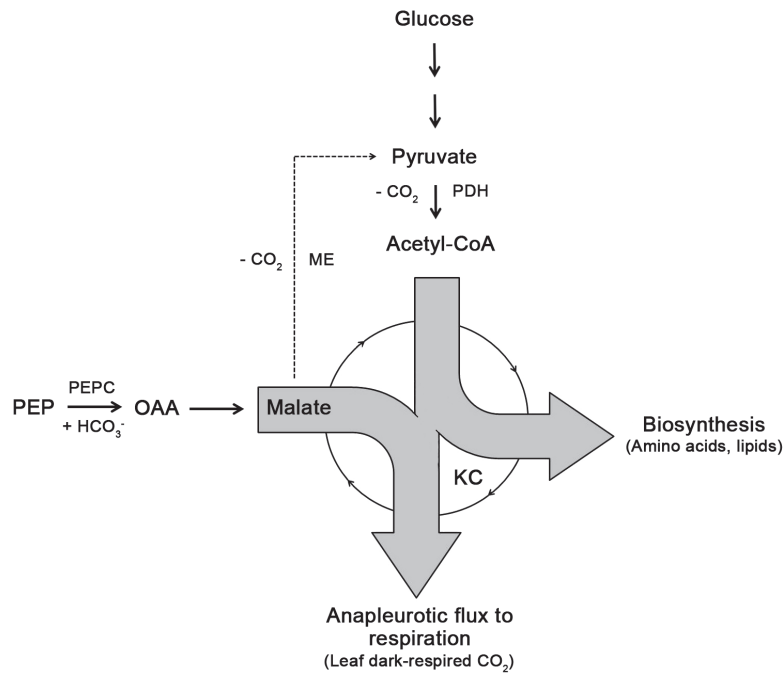 Glucose
Pyruvate
- CO₂ PDH
Acetyl-CoA
- CO₂ ME
PEPC
PEP OAA Malate
+ HCO₃⁻
Biosynthesis
(Amino acids, lipids)
KC
Anapleurotic flux to
respiration
(Leaf dark-respired CO₂)